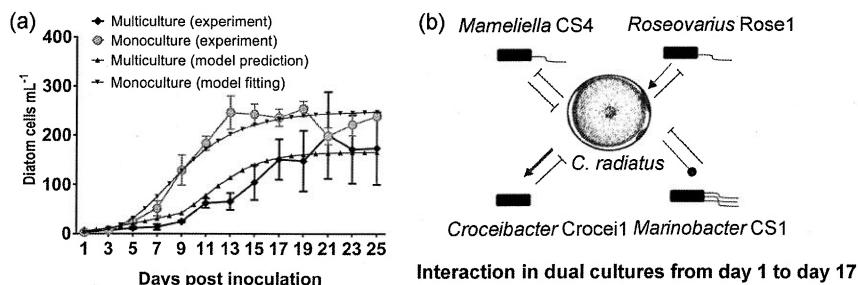 (a)
Multiculture (experiment)
Monoculture (experiment)
Multiculture (model prediction)
Monoculture (model fitting)
Diatom cells mL⁻¹
400
300
200
100
0
1 3 5 7 9 11 13 15 17 19 21 23 25
Days post inoculation
(b)
Mameliella CS4 Roseovarius Rose1
C. radiatus
Croceibacter Crocei1 Marinobacter CS1
Interaction in dual cultures from day 1 to day 17